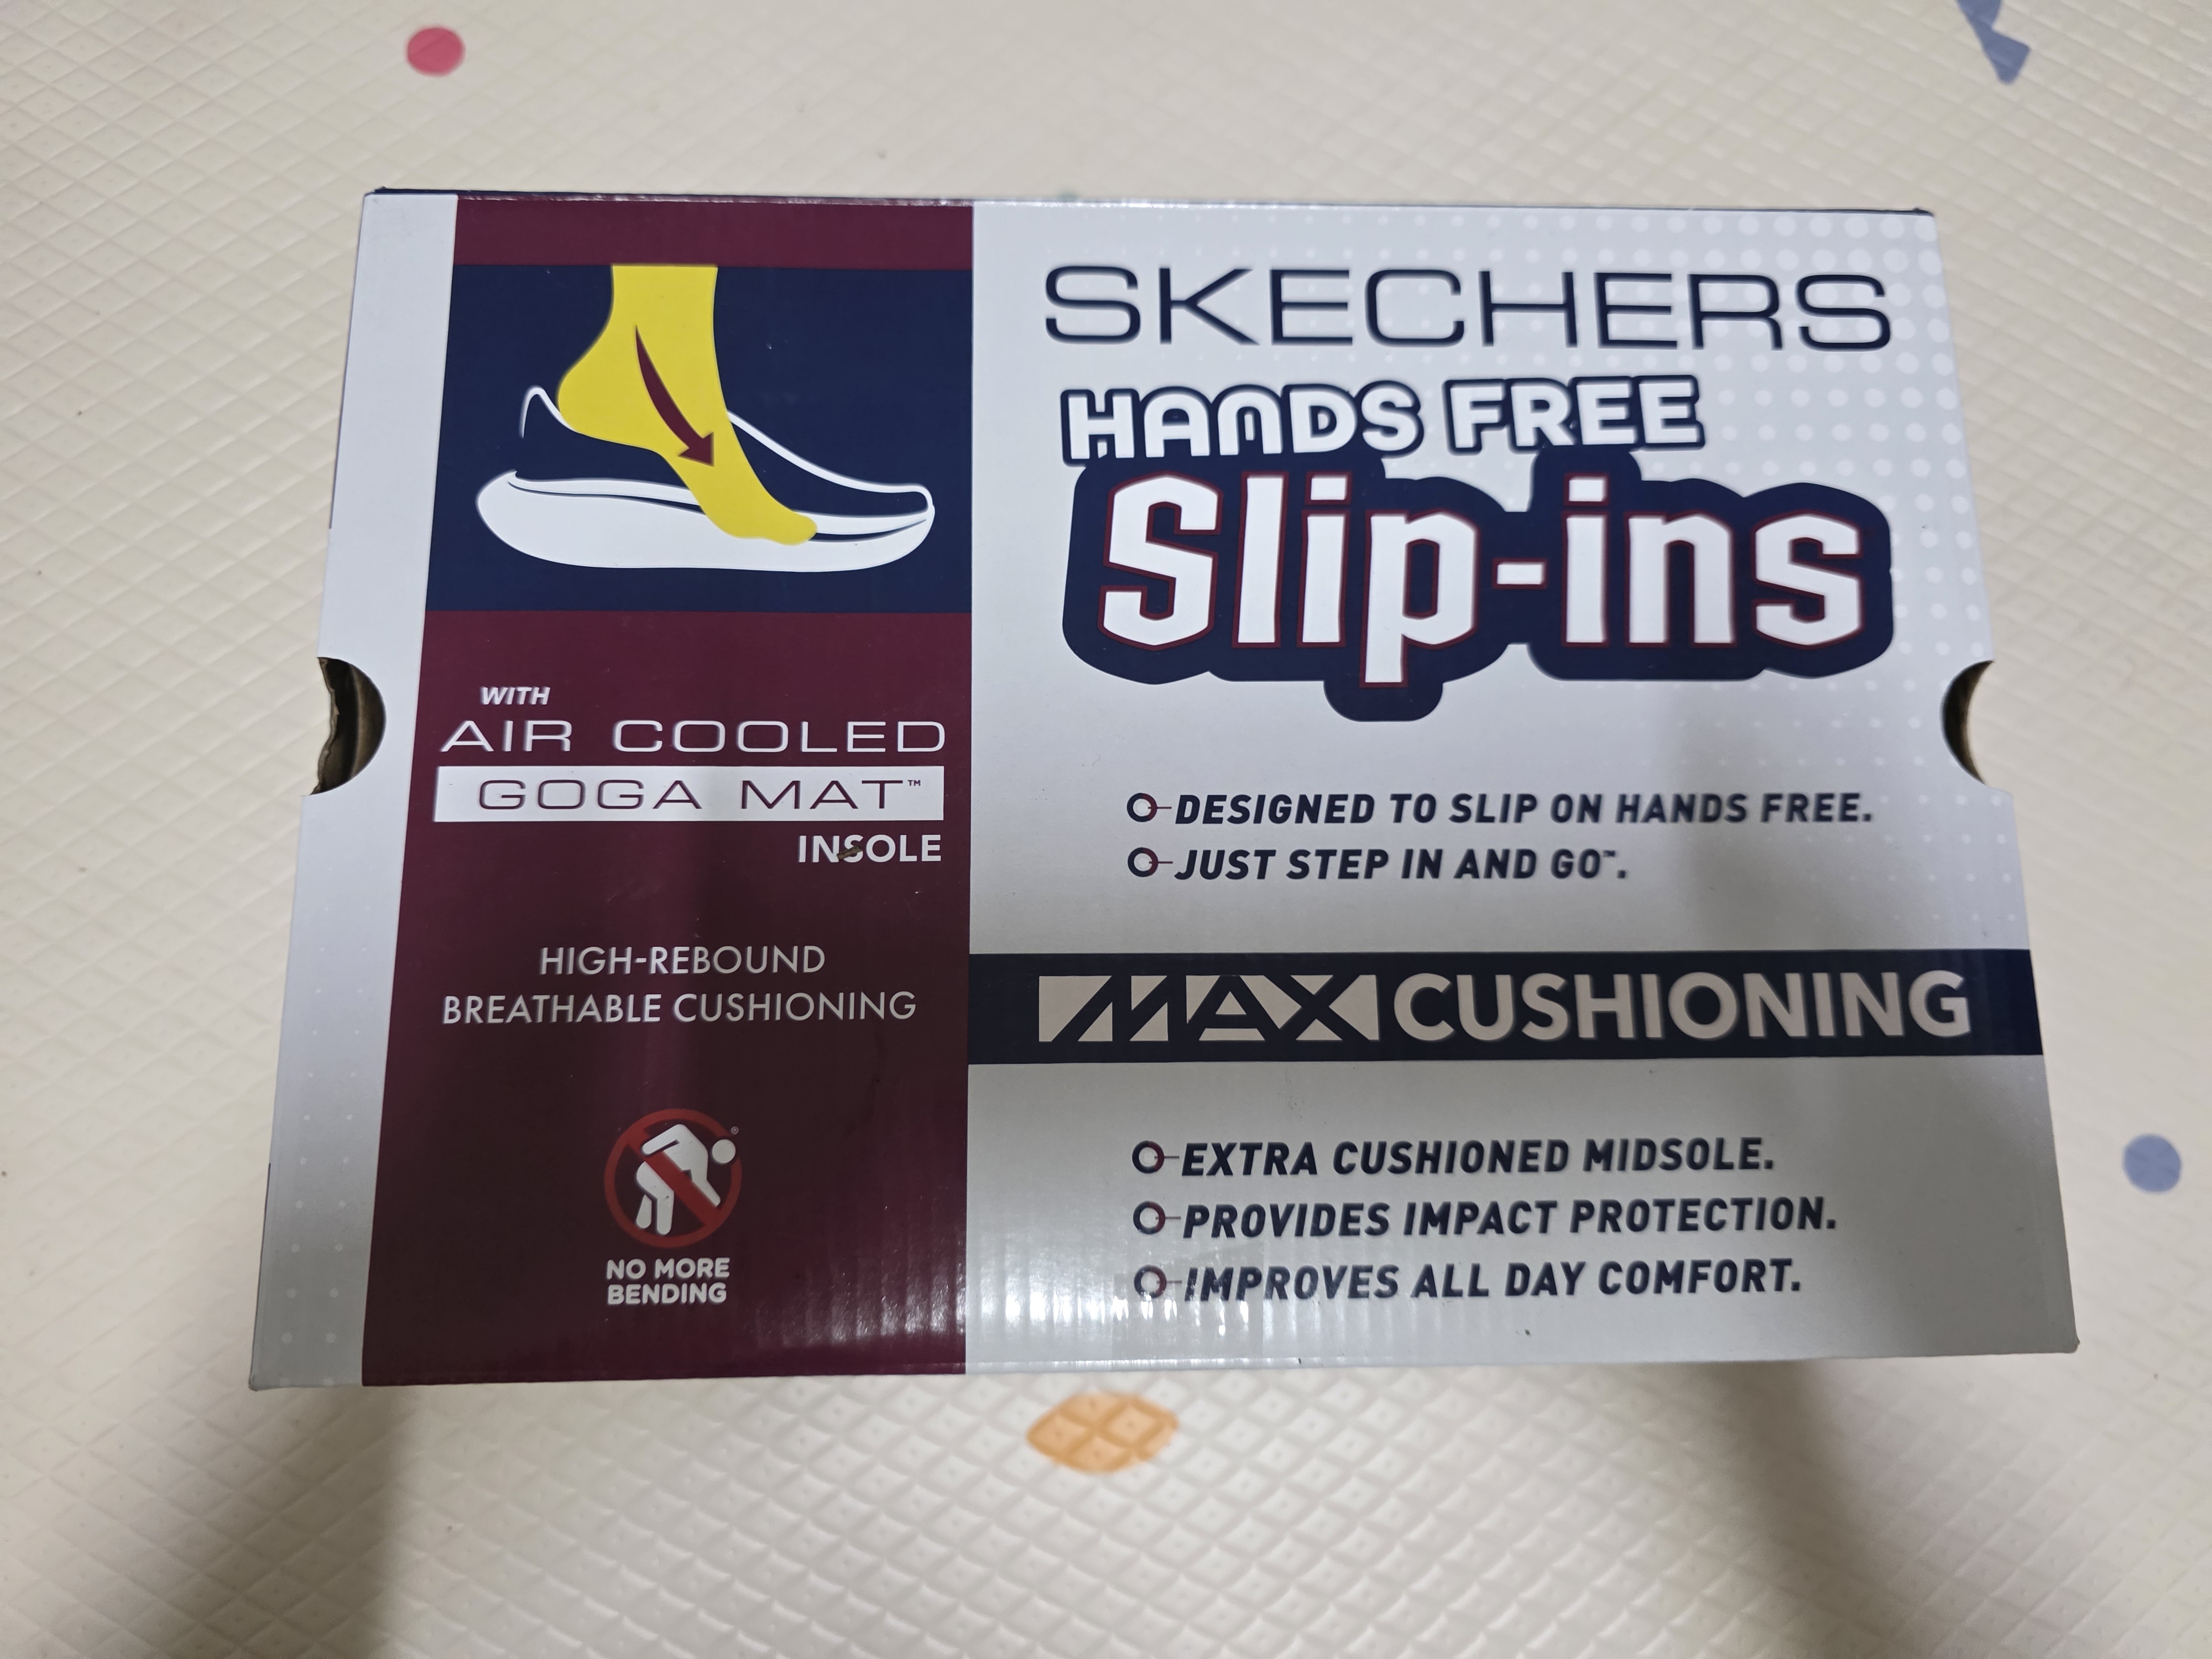 SKECHERS
HANDS FREE
Slip-ins
DESIGNED TO SLIP ON HANDS FREE.
JUST STEP IN AND GO™.
MAX CUSHIONING
EXTRA CUSHIONED MIDSOLE.
PROVIDES IMPACT PROTECTION.
IMPROVES ALL DAY COMFORT.
WITH
AIR COOLED
GOGA MAT™
INSOLE
HIGH-REBOUND
BREATHABLE CUSHIONING
®
NO MORE
BENDING